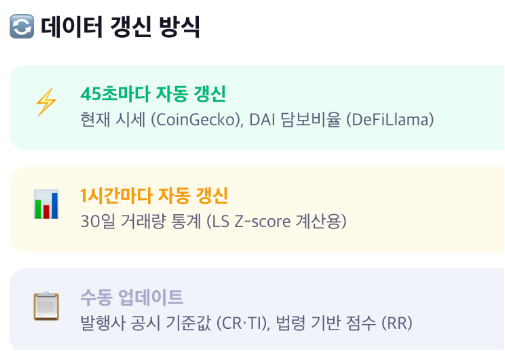 데이터 갱신 방식
45초마다 자동 갱신
현재 시세 (CoinGecko), DAI 담보비율 (DeFiLlama)
1시간마다 자동 갱신
30일 거래량 통계 (LS Z-score 계산용)
수동 업데이트
발행사 공시 기준값 (CR·TI), 법령 기반 점수 (RR)